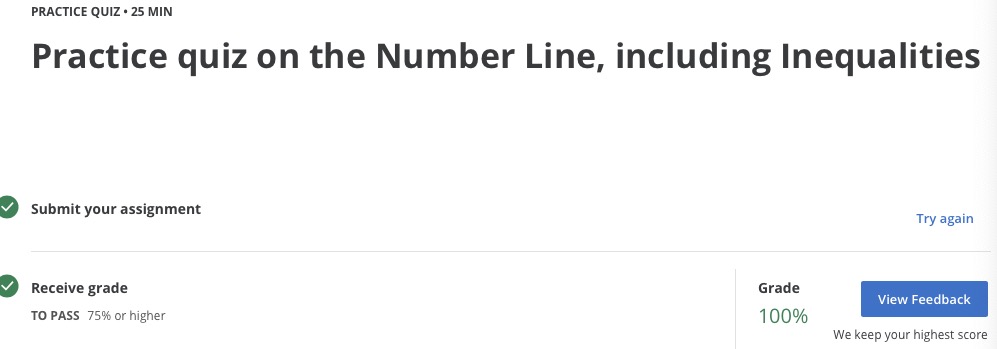 PRACTICE QUIZ • 25 MIN
Practice quiz on the Number Line, including Inequalities
Submit your assignment
Try again
Receive grade
TO PASS 75% or higher
Grade
100%
View Feedback
We keep your highest score